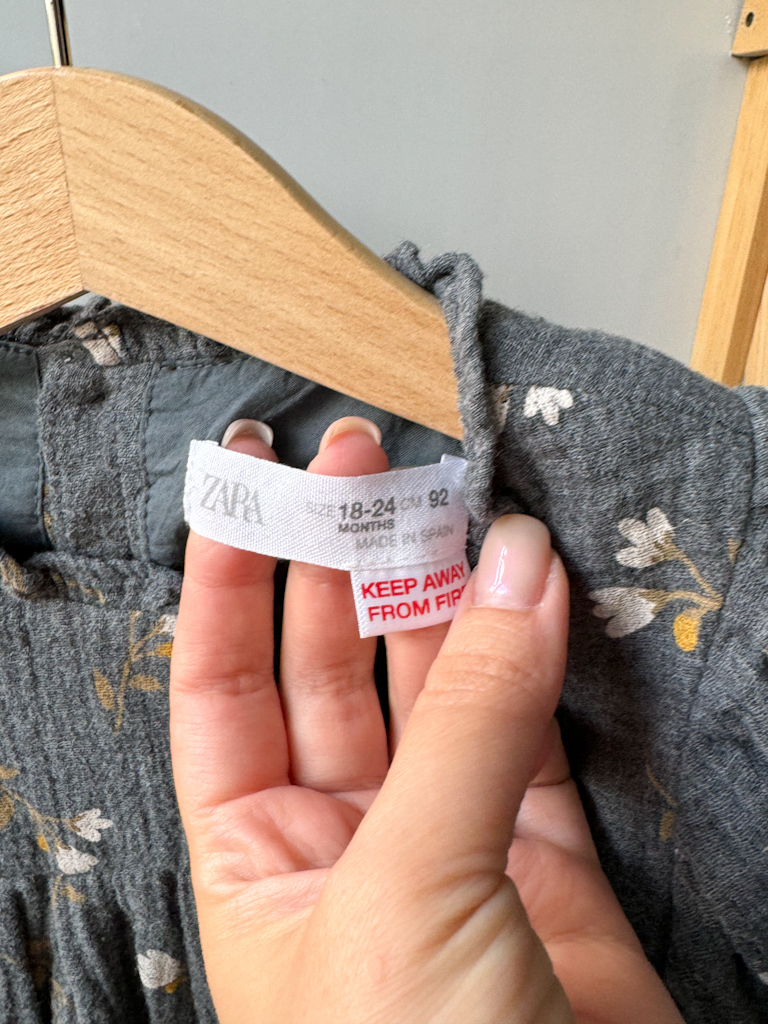 ZARA
SIZE 18-24 CM 92
MONTHS
MADE IN SPAIN
KEEP AWAY
FROM